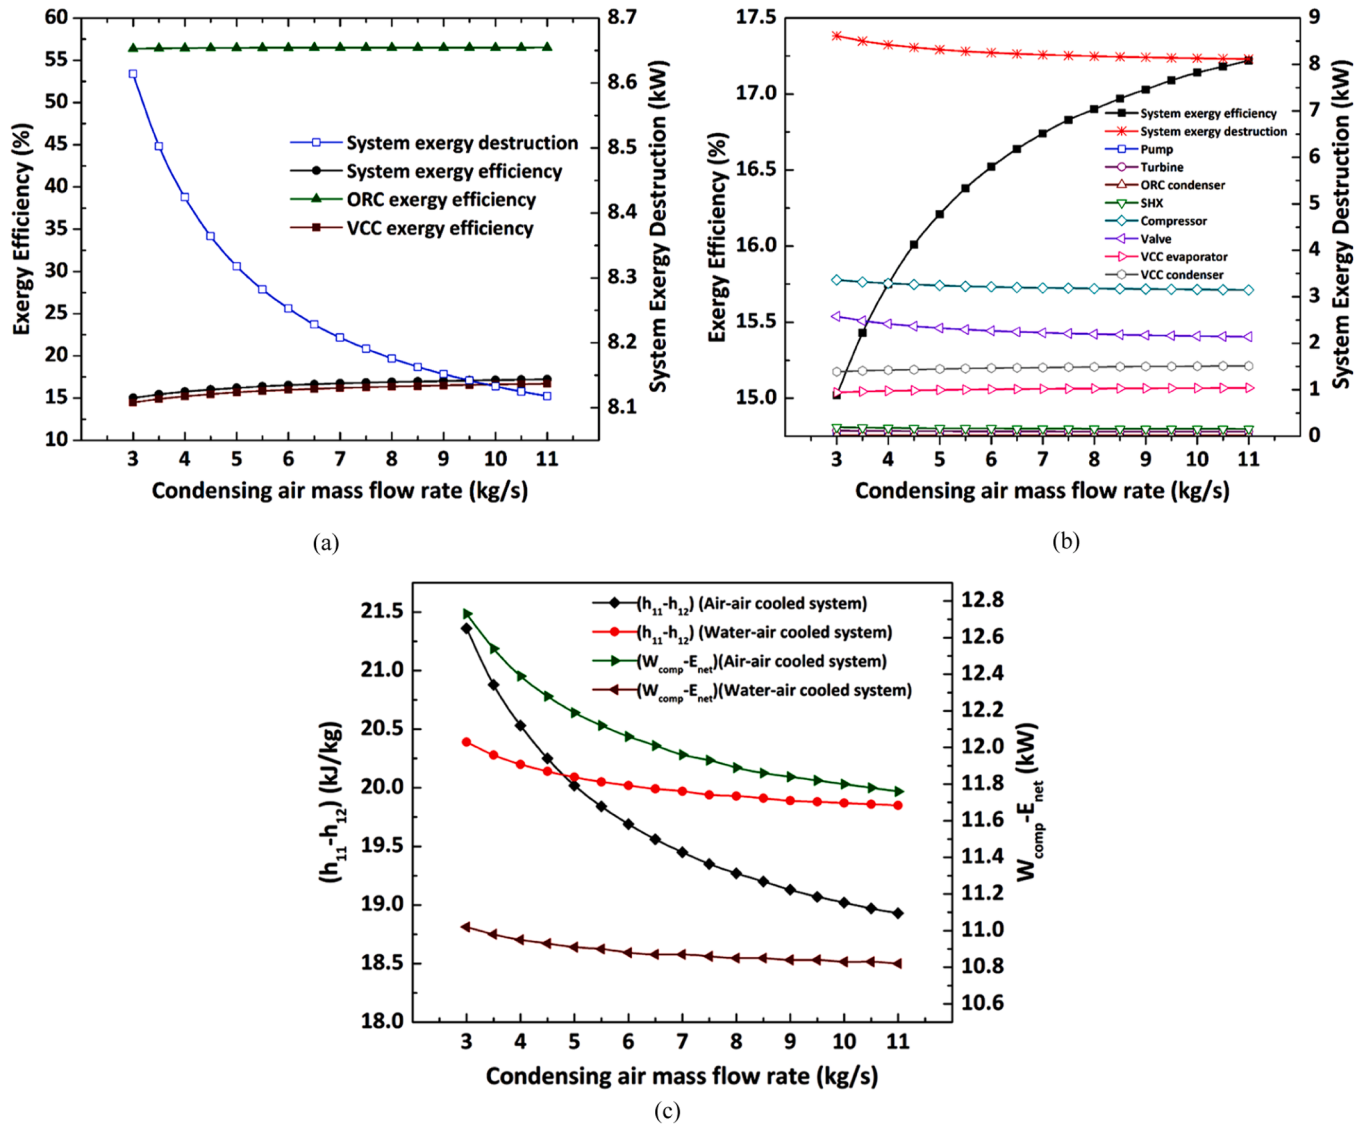 60
55
50
45
40
35
30
25
20
15
10
Exergy Efficiency (%)
8.7
8.6
8.5
8.4
8.3
8.2
8.1
System Exergy Destruction (kW)
System exergy destruction
System exergy efficiency
ORC exergy efficiency
VCC exergy efficiency
3 4 5 6 7 8 9 10 11
Condensing air mass flow rate (kg/s)
(a)
17.5
17.0
16.5
16.0
15.5
15.0
Exergy Efficiency (%)
9
8
7
6
5
4
3
2
1
0
System Exergy Destruction (kW)
System exergy efficiency
System exergy destruction
Pump
Turbine
ORC condenser
SHX
Compressor
Valve
VCC evaporator
VCC condenser
3 4 5 6 7 8 9 10 11
Condensing air mass flow rate (kg/s)
(b)
21.5
21.0
20.5
20.0
19.5
19.0
18.5
18.0
(h11-h12) (kJ/kg)
12.8
12.6
12.4
12.2
12.0
11.8
11.6
11.4
11.2
11.0
10.8
10.6
Wcomp-Enet (kW)
(h11-h12) (Air-air cooled system)
(h11-h12) (Water-air cooled system)
(Wcomp-Enet)(Air-air cooled system)
(Wcomp-Enet)(Water-air cooled system)
3 4 5 6 7 8 9 10 11
Condensing air mass flow rate (kg/s)
(c)